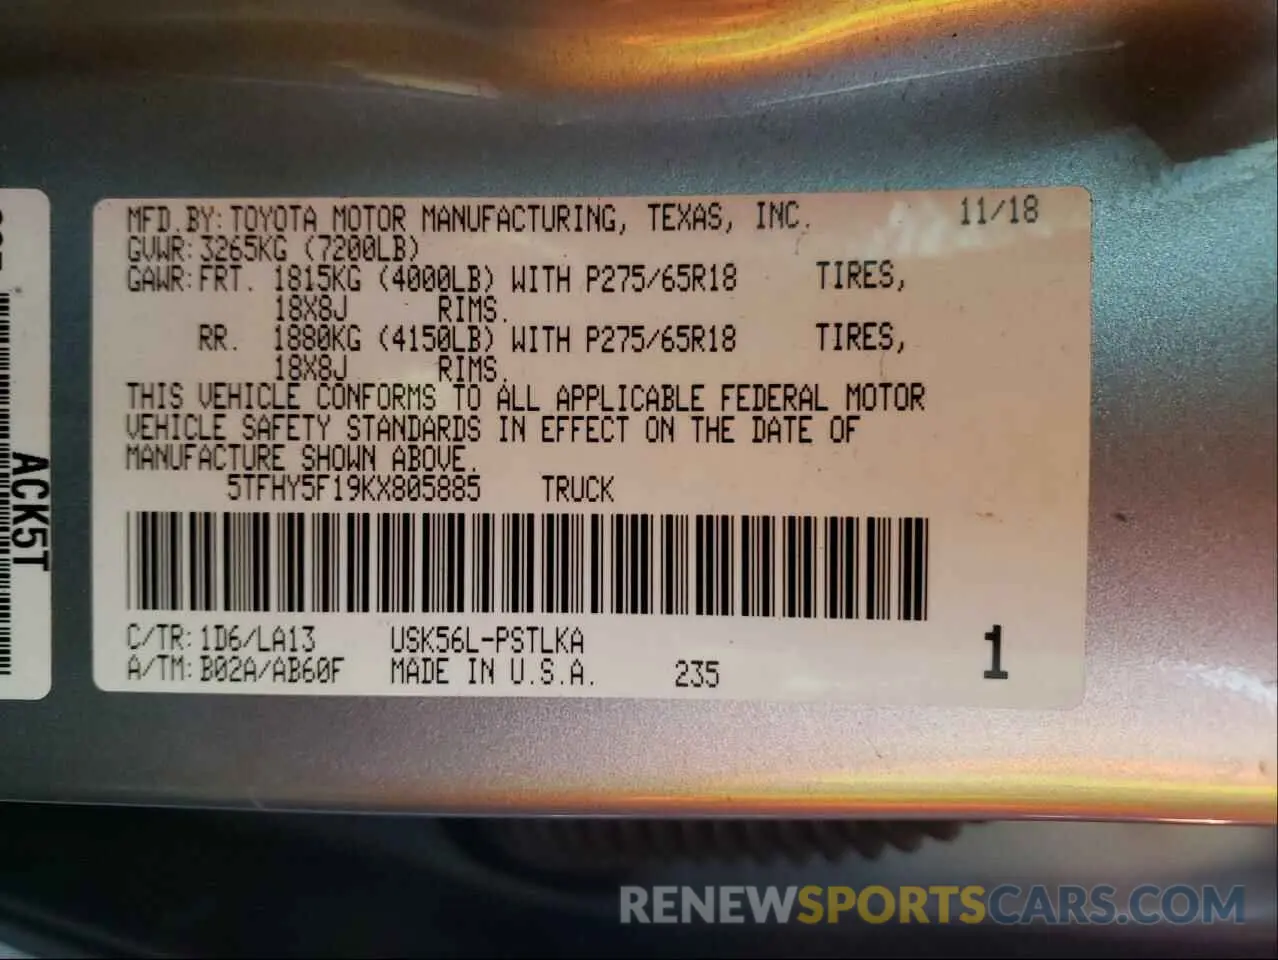 MFD.BY: TOYOTA MOTOR MANUFACTURING, TEXAS, INC. 11/18
GVWR: 3265KG (7200LB)
GAWR: FRT. 1815KG (4000LB) WITH P275/65R18 TIRES,
18X8J RIMS.
RR. 1880KG (4150LB) WITH P275/65R18 TIRES,
18X8J RIMS.
THIS VEHICLE CONFORMS TO ALL APPLICABLE FEDERAL MOTOR
VEHICLE SAFETY STANDARDS IN EFFECT ON THE DATE OF
MANUFACTURE SHOWN ABOVE.
5TFHY5F19KX805885 TRUCK
C/TR: 1D6/LA13 USK56L-PSTLKA
A/TM: B02A/AB60F MADE IN U.S.A. 235
1
ACK5T
RENEWSPORTSCARS.COM